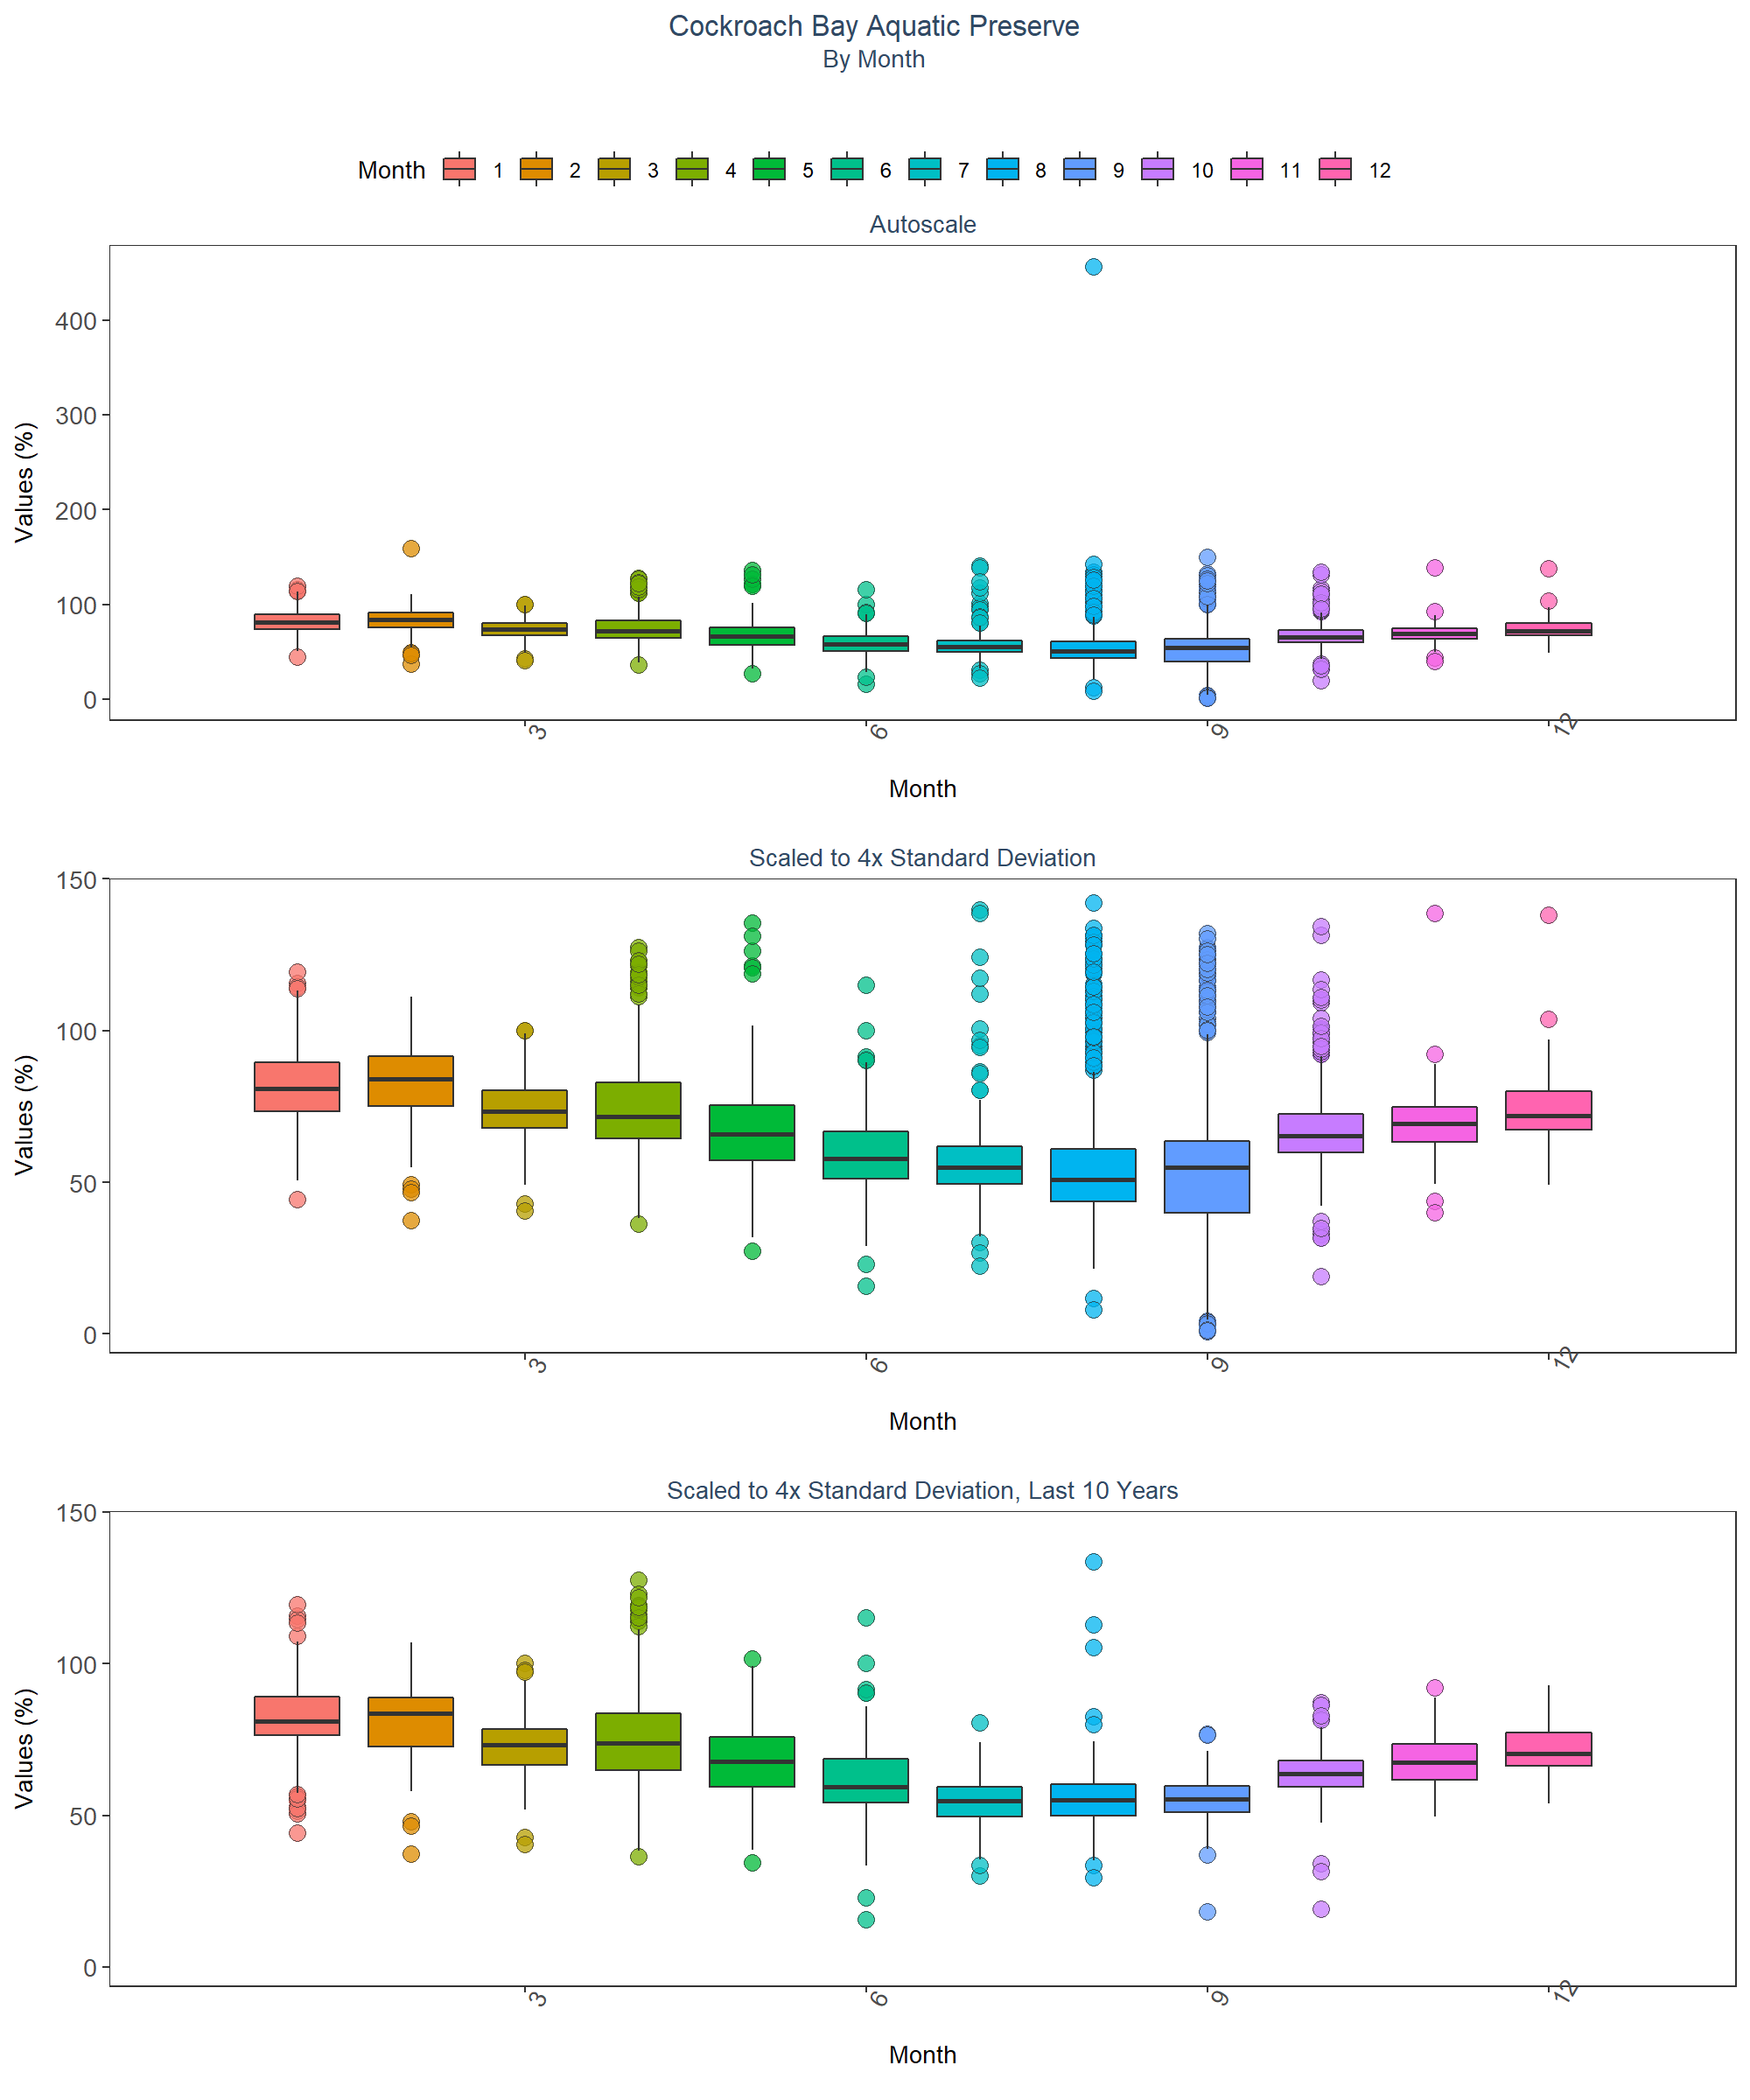 Cockroach Bay Aquatic Preserve
By Month
Month 1 2 3 4 5 6 7 8 9 10 11 12
Autoscale
Values (%)
400
300
200
100
0
3 6 9 12
Month
Scaled to 4x Standard Deviation
Values (%)
150
100
50
0
3 6 9 12
Month
Scaled to 4x Standard Deviation, Last 10 Years
Values (%)
150
100
50
0
3 6 9 12
Month